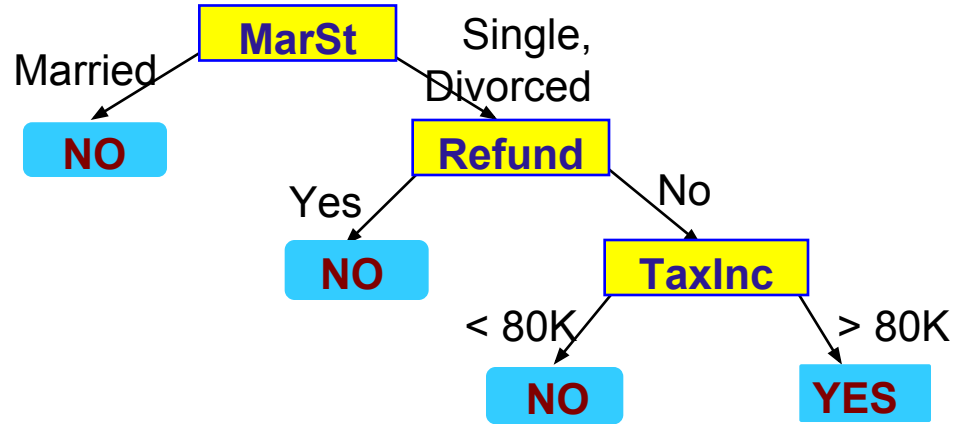 MarSt
Single,
Married
Divorced
NO
Refund
Yes
No
NO
TaxInc
< 80K
> 80K
NO
YES